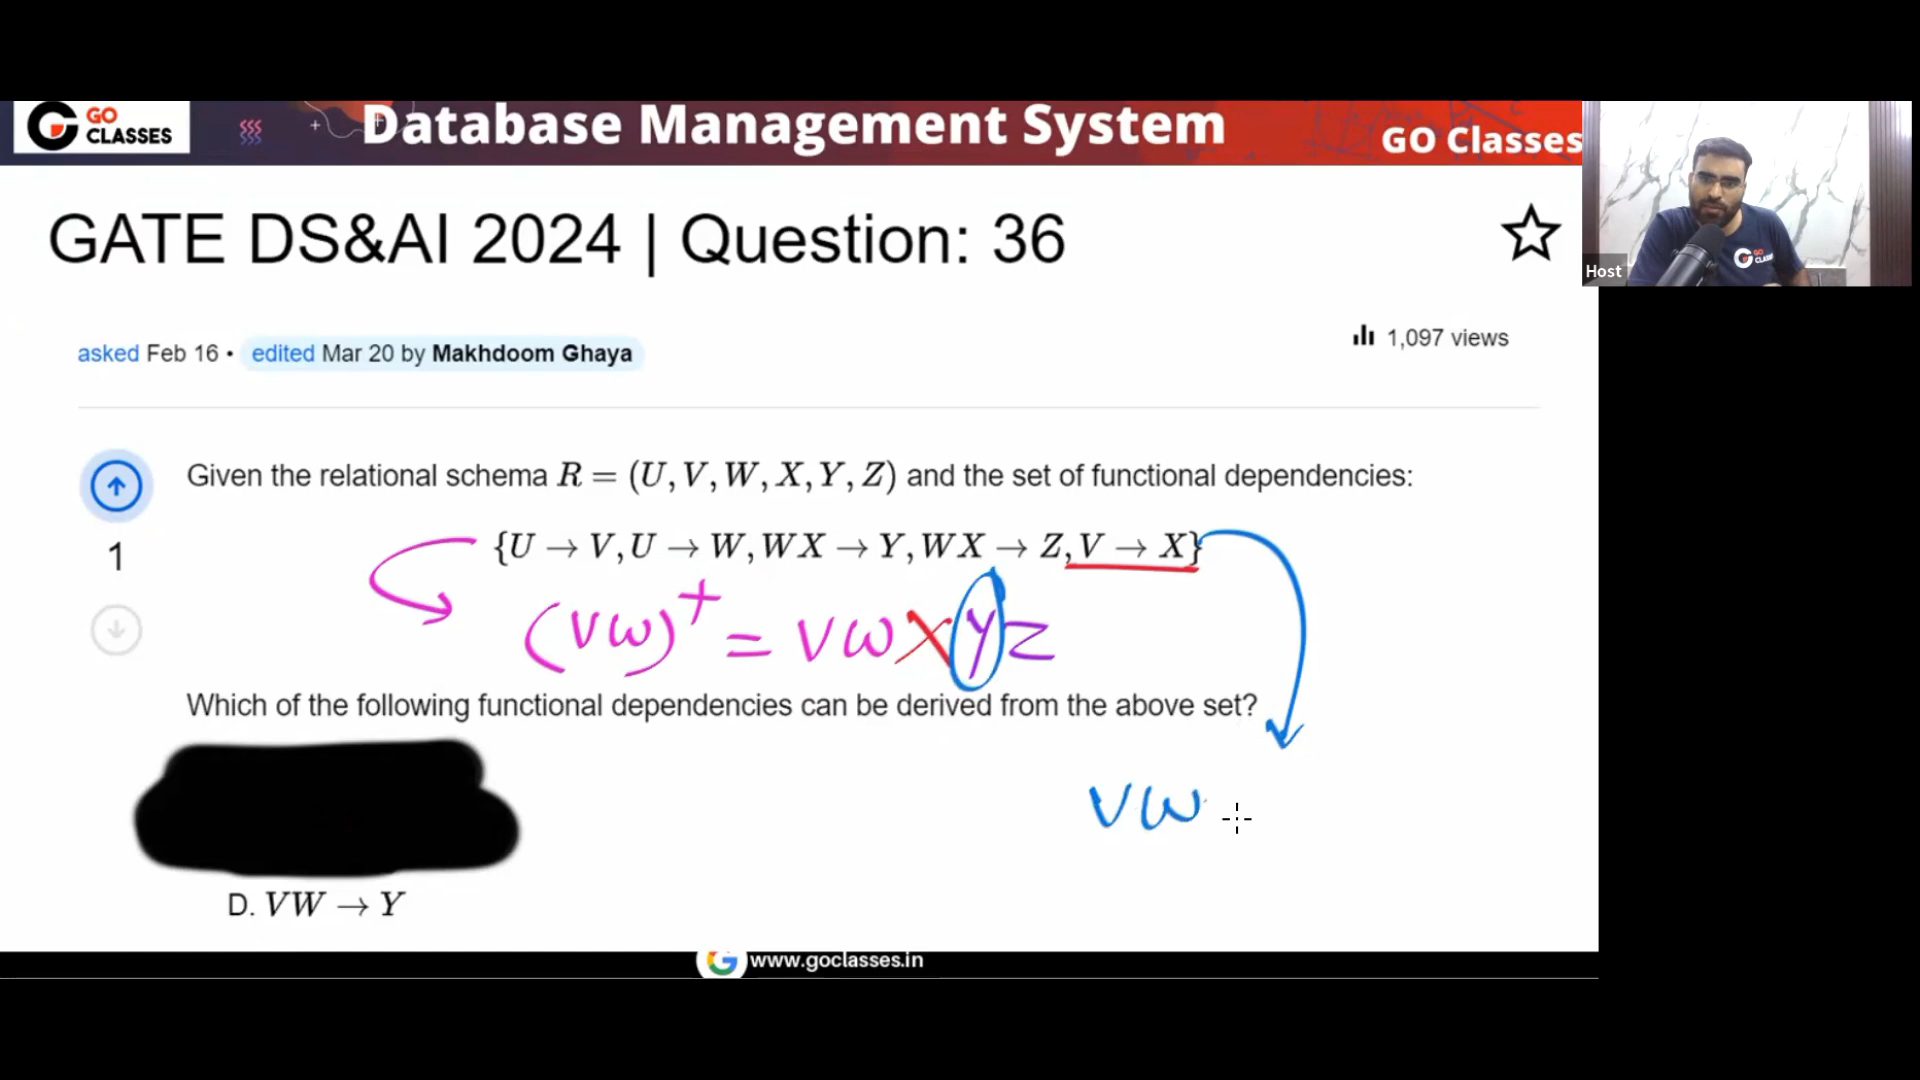 GO CLASSES
Database Management System
GO Classes
GATE DS&AI 2024 | Question: 36
Host
GO CLASSES
asked Feb 16 • edited Mar 20 by Makhdoom Ghaya
1,097 views
1
Given the relational schema R = (U, V, W, X, Y, Z) and the set of functional dependencies:
{U → V, U → W, WX → Y, WX → Z, V → X}
(VW)⁺ = VWXYZ
Which of the following functional dependencies can be derived from the above set?
VW
D. VW → Y
www.goclasses.in